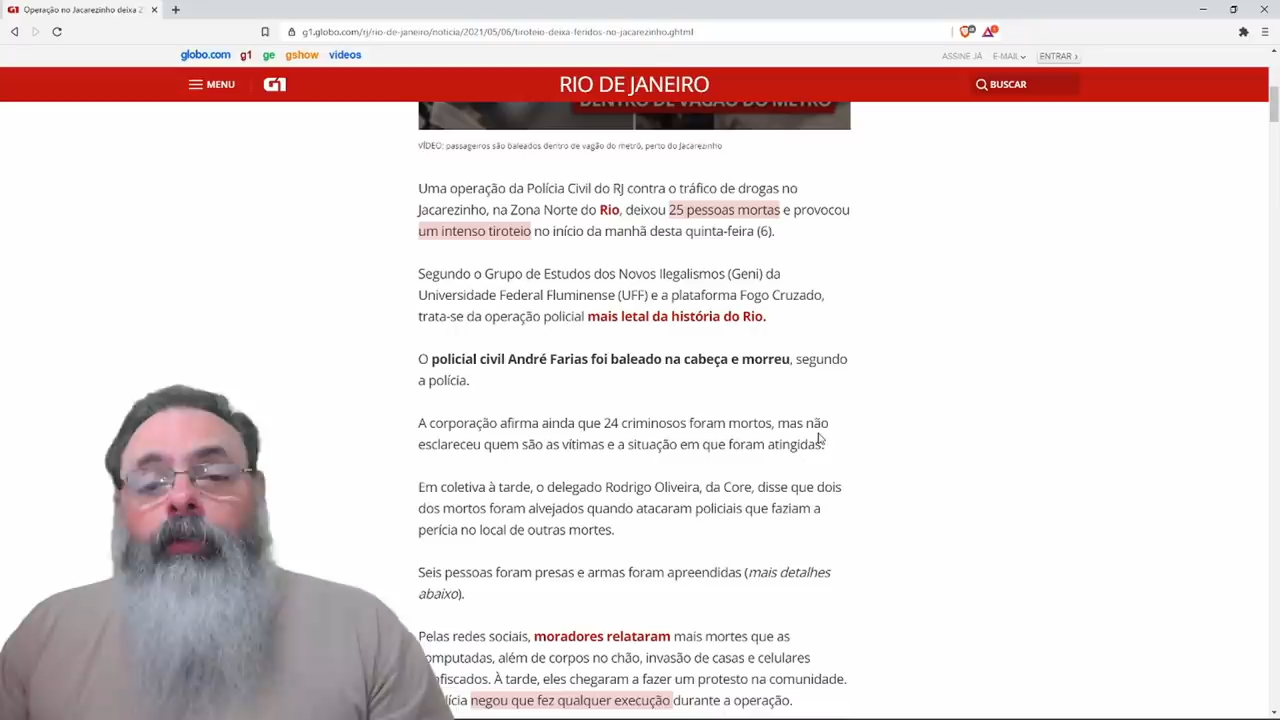 G1 Operação no Jacarezinho deixa 2
g1.globo.com/rj/rio-de-janeiro/noticia/2021/05/06/tiroteio-deixa-feridos-no-jacarezinho.ghtml
globo.com g1 ge gshow videos ASSINE JÁ E-MAIL ENTRAR ›
MENU G1 RIO DE JANEIRO BUSCAR
DENTRO DE VAGÃO DO METRÔ
VÍDEO: passageiros são baleados dentro de vagão do metrô, perto do Jacarezinho
Uma operação da Polícia Civil do RJ contra o tráfico de drogas no
Jacarezinho, na Zona Norte do Rio, deixou 25 pessoas mortas e provocou
um intenso tiroteio no início da manhã desta quinta-feira (6).
Segundo o Grupo de Estudos dos Novos Ilegalismos (Geni) da
Universidade Federal Fluminense (UFF) e a plataforma Fogo Cruzado,
trata-se da operação policial mais letal da história do Rio.
O policial civil André Farias foi baleado na cabeça e morreu, segundo
a polícia.
A corporação afirma ainda que 24 criminosos foram mortos, mas não
esclareceu quem são as vítimas e a situação em que foram atingidas.
Em coletiva à tarde, o delegado Rodrigo Oliveira, da Core, disse que dois
dos mortos foram alvejados quando atacaram policiais que faziam a
perícia no local de outras mortes.
Seis pessoas foram presas e armas foram apreendidas (mais detalhes
abaixo).
Pelas redes sociais, moradores relataram mais mortes que as
omputadas, além de corpos no chão, invasão de casas e celulares
nfiscados. À tarde, eles chegaram a fazer um protesto na comunidade.
lícia negou que fez qualquer execução durante a operação.